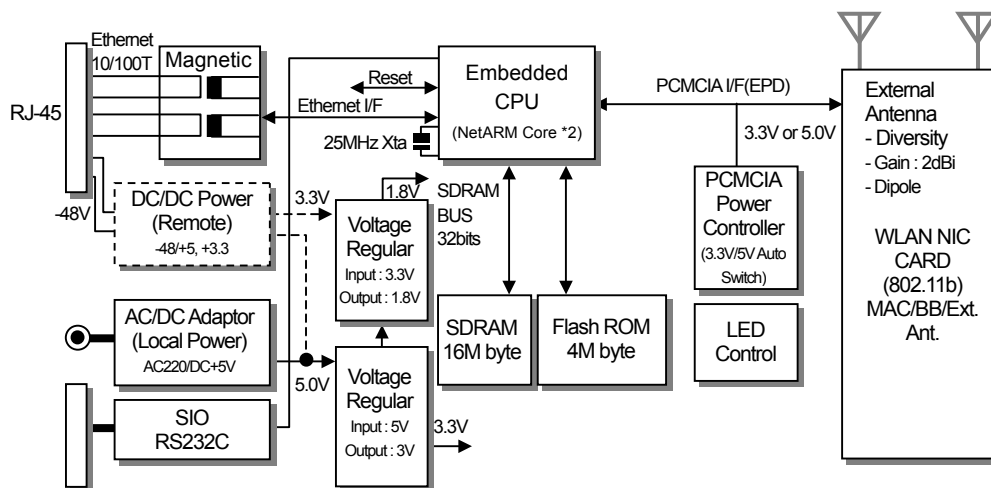 Ethernet
10/100T
Magnetic
RJ-45
-48V
Reset
Ethernet I/F
25MHz Xta
Embedded
CPU
(NetARM Core *2)
PCMCIA I/F(EPD)
3.3V or 5.0V
External
Antenna
- Diversity
- Gain : 2dBi
- Dipole
WLAN NIC
CARD
(802.11b)
MAC/BB/Ext.
Ant.
DC/DC Power
(Remote)
-48/+5, +3.3
3.3V
1.8V
SDRAM
BUS
32bits
Voltage
Regular
Input : 3.3V
Output : 1.8V
PCMCIA
Power
Controller
(3.3V/5V Auto
Switch)
AC/DC Adaptor
(Local Power)
AC220/DC+5V
5.0V
SDRAM
16M byte
Flash ROM
4M byte
LED
Control
Voltage
Regular
Input : 5V
Output : 3V
3.3V
SIO
RS232C